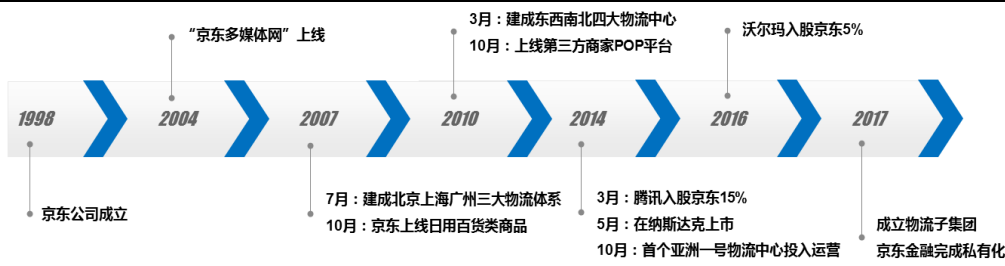 3月：建成东西南北四大物流中心
“京东多媒体网”上线
沃尔玛入股京东5%
10月：上线第三方商家POP平台
1998
2004
2007
2010
2014
2016
2017
7月：建成北京上海广州三大物流体系
3月：腾讯入股京东15%
京东公司成立
10月：京东上线日用百货类商品
5月：在纳斯达克上市
成立物流子集团
10月：首个亚洲一号物流中心投入运营
京东金融完成私有化